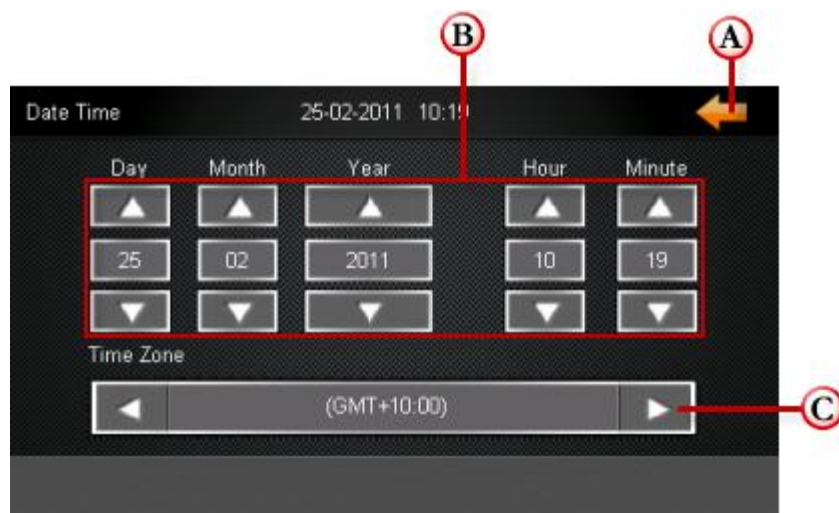 B A
Date Time 25-02-2011 10:19
Day Month Year Hour Minute
25 02 2011 10 19
Time Zone
(GMT+10:00)
C